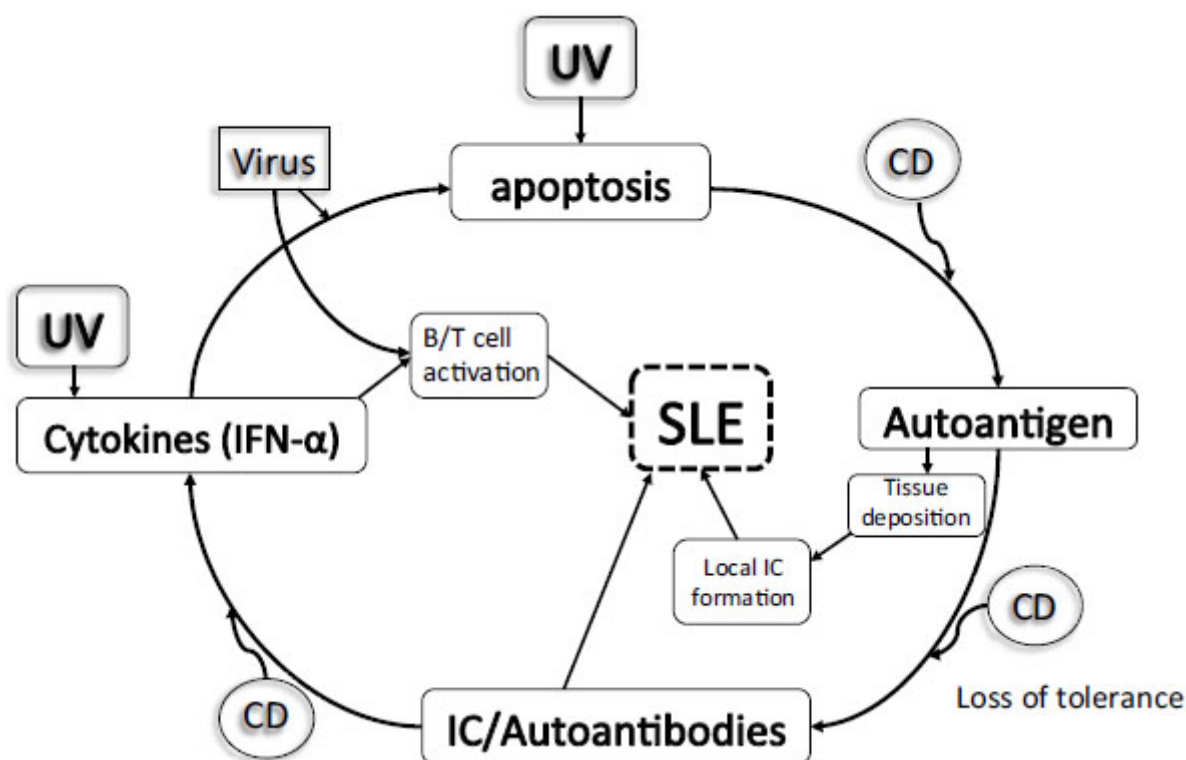 UV
Virus
apoptosis
CD
UV
B/T cell
activation
SLE
Cytokines (IFN-α)
Autoantigen
Tissue
deposition
Local IC
formation
CD
CD
Loss of tolerance
IC/Autoantibodies